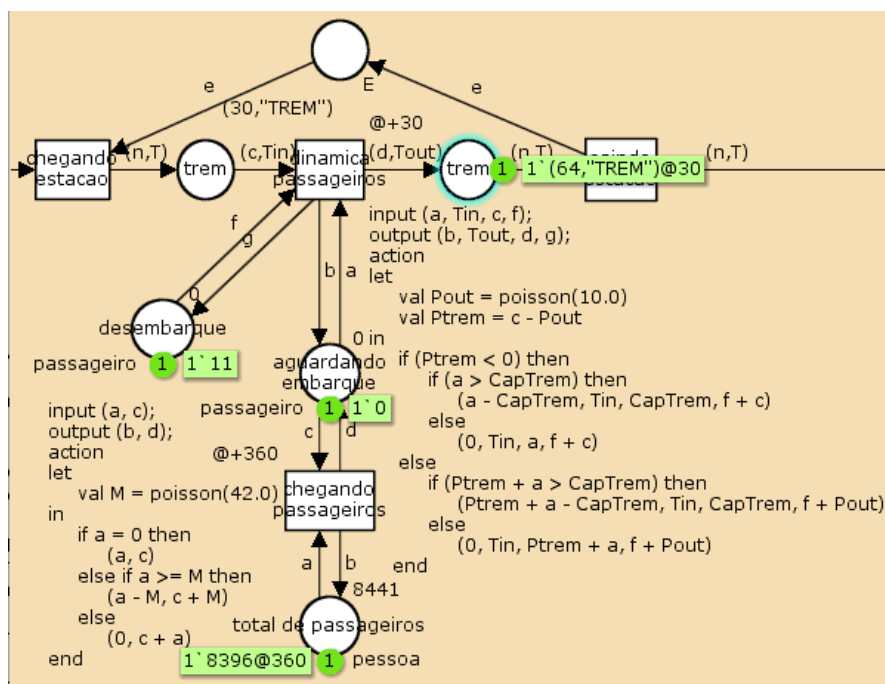 e
E
e
(30,"TREM")
@+30
chegando
estacao
(n,T)
trem
(c,Tin)
dinamica
passageiros
(d,Tout)
trem
(n,T)
1
1`(64,"TREM")@30
estacao
(n,T)
f
g
b
a
input (a, Tin, c, f);
output (b, Tout, d, g);
action
let
val Pout = poisson(10.0)
val Ptrem = c - Pout
in
if (Ptrem < 0) then
if (a > CapTrem) then
(a - CapTrem, Tin, CapTrem, f + c)
else
(0, Tin, a, f + c)
else
if (Ptrem + a > CapTrem) then
(Ptrem + a - CapTrem, Tin, CapTrem, f + Pout)
else
(0, Tin, Ptrem + a, f + Pout)
end
0
desembarque
passageiro
1
1`11
0
aguardando
embarque
passageiro
1
1`0
c
d
@+360
chegando
passageiros
input (a, c);
output (b, d);
action
let
val M = poisson(42.0)
in
if a = 0 then
(a, c)
else if a >= M then
(a - M, c + M)
else
(0, c + a)
end
a
b
8441
total de passageiros
1`8396@360
1
pessoa